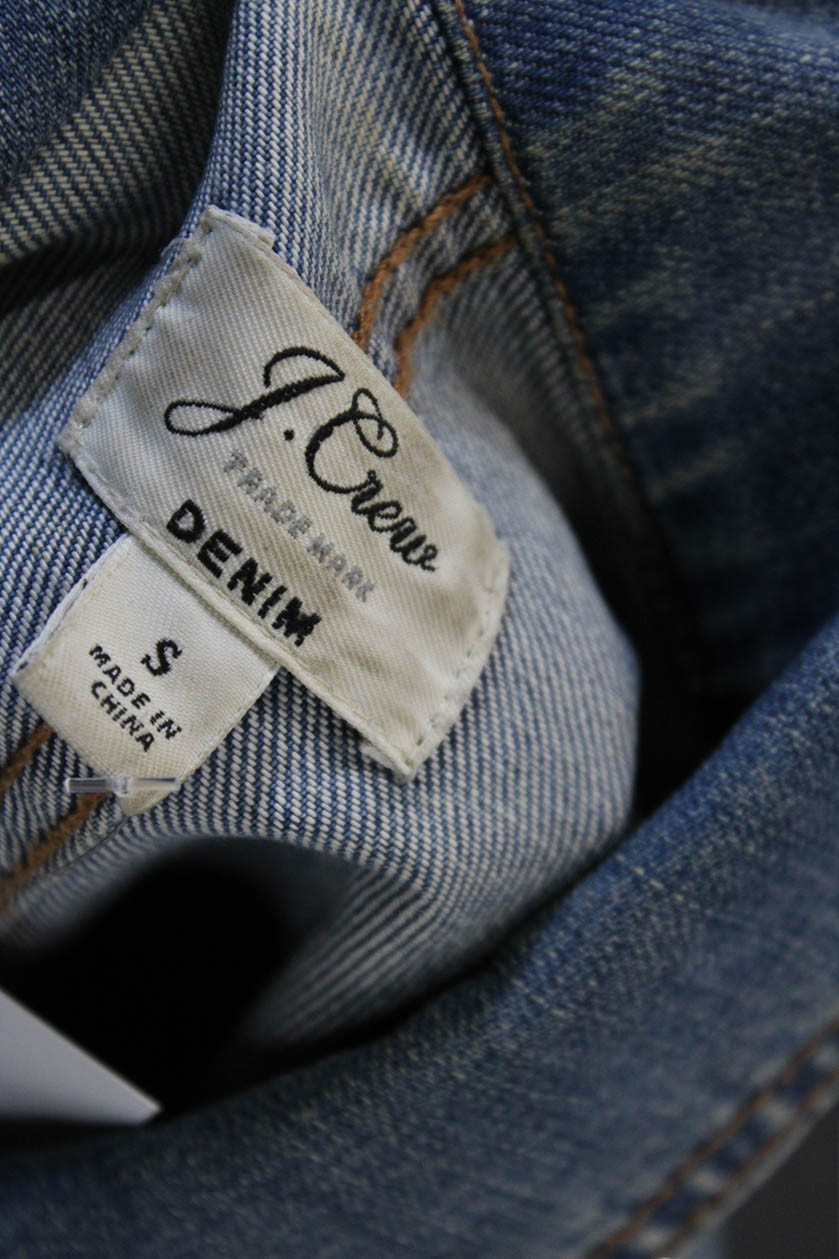 J.Crew
TRADE MARK
DENIM
S
MADE IN
CHINA